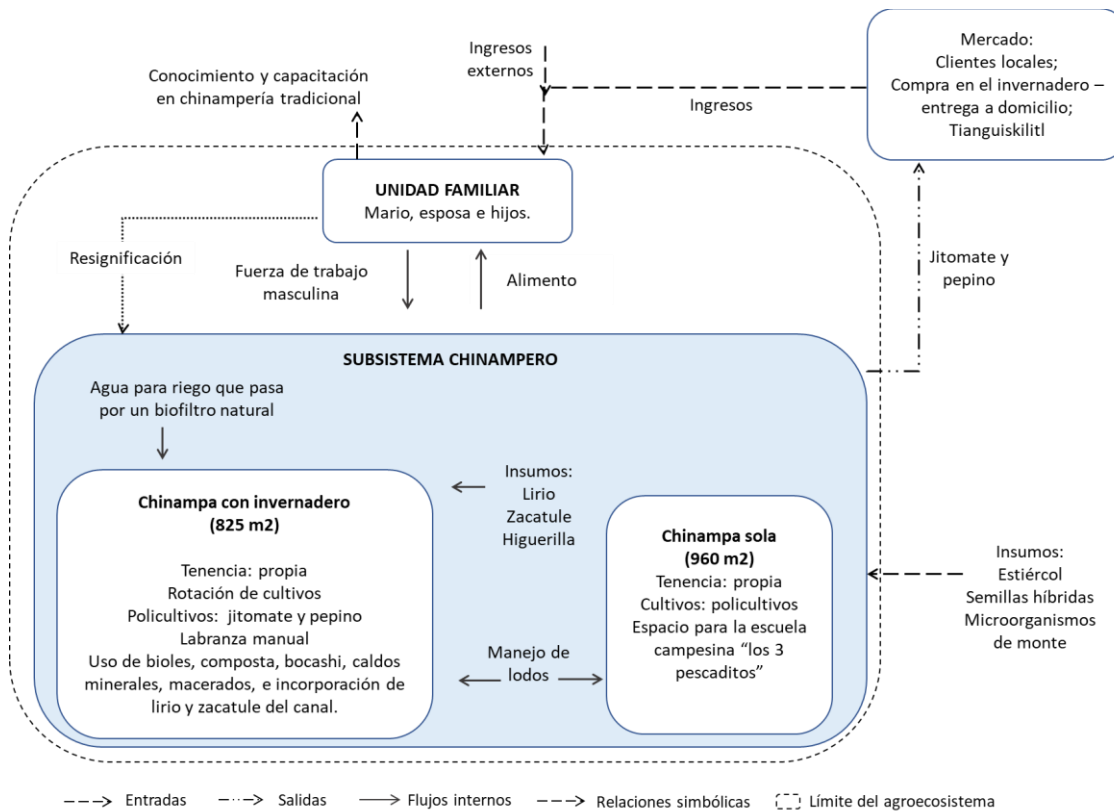 Mercado:
Clientes locales;
Compra en el invernadero –
entrega a domicilio;
Tianguiskilitl
Ingresos
externos
Ingresos
Conocimiento y capacitación
en chinampería tradicional
UNIDAD FAMILIAR
Mario, esposa e hijos.
Resignificación
Fuerza de trabajo
masculina
Alimento
Jitomate y
pepino
SUBSISTEMA CHINAMPERO
Agua para riego que pasa
por un biofiltro natural
Insumos:
Lirio
Zacatule
Higuerilla
Chinampa con invernadero
(825 m2)
Tenencia: propia
Rotación de cultivos
Policultivos: jitomate y pepino
Labranza manual
Uso de bioles, composta, bocashi, caldos
minerales, macerados, e incorporación de
lirio y zacatule del canal.
Manejo de
lodos
Chinampa sola
(960 m2)
Tenencia: propia
Cultivos: policultivos
Espacio para la escuela
campesina “los 3
pescaditos”
Insumos:
Estiércol
Semillas híbridas
Microorganismos
de monte
Entradas
Salidas
Flujos internos
Relaciones simbólicas
Límite del agroecosistema